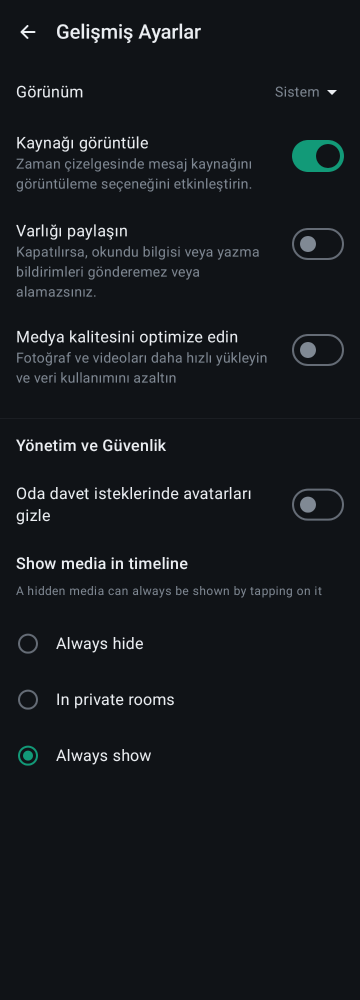 Gelişmiş Ayarlar
Görünüm
Sistem
Kaynağı görüntüle
Zaman çizelgesinde mesaj kaynağını
görüntüleme seçeneğini etkinleştirin.
Varlığı paylaşın
Kapatılırsa, okundu bilgisi veya yazma
bildirimleri gönderemez veya
alamazsınız.
Medya kalitesini optimize edin
Fotoğraf ve videoları daha hızlı yükleyin
ve veri kullanımını azaltın
Yönetim ve Güvenlik
Oda davet isteklerinde avatarları
gizle
Show media in timeline
A hidden media can always be shown by tapping on it
Always hide
In private rooms
Always show